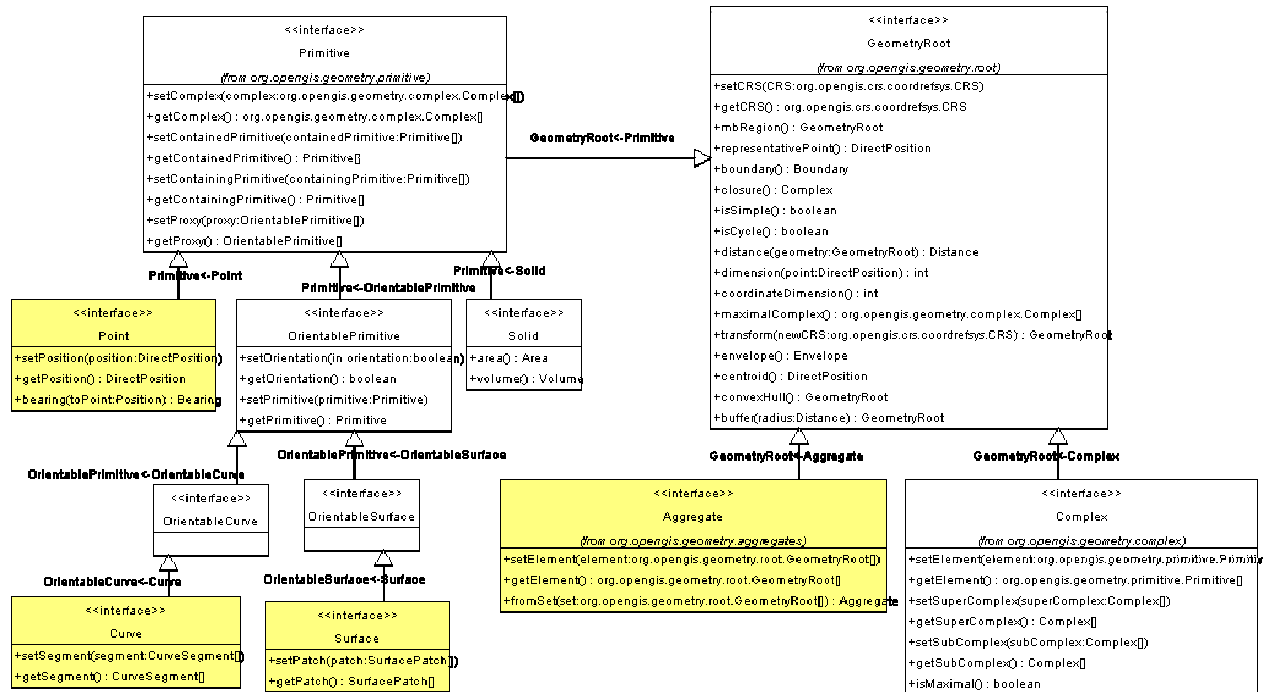 <<interface>>
Primitive
(from org.opengis.geometry.primitive)
+setComplex(complex:org.opengis.geometry.complex.Complex[])
+getComplex() : org.opengis.geometry.complex.Complex[]
+setContainedPrimitive(containedPrimitive:Primitive[])
+getContainedPrimitive() : Primitive[]
+setContainingPrimitive(containingPrimitive:Primitive[])
+getContainingPrimitive() : Primitive[]
+setProxy(proxy:OrientablePrimitive[])
+getProxy() : OrientablePrimitive[]
GeometryRoot<-Primitive
<<interface>>
GeometryRoot
(from org.opengis.geometry.root)
+setCRS(CRS:org.opengis.crs.coordrefsys.CRS)
+getCRS() : org.opengis.crs.coordrefsys.CRS
+mbRegion() : GeometryRoot
+representativePoint() : DirectPosition
+boundary() : Boundary
+closure() : Complex
+isSimple() : boolean
+isCycle() : boolean
+distance(geometry:GeometryRoot) : Distance
+dimension(point:DirectPosition) : int
+coordinateDimension() : int
+maximalComplex() : org.opengis.geometry.complex.Complex[]
+transform(newCRS:org.opengis.crs.coordrefsys.CRS) : GeometryRoot
+envelope() : Envelope
+centroid() : DirectPosition
+convexHull() : GeometryRoot
+buffer(radius:Distance) : GeometryRoot
Primitive<-Point
Primitive<-OrientablePrimitive
Primitive<-Solid
<<interface>>
Point
+setPosition(position:DirectPosition)
+getPosition() : DirectPosition
+bearing(toPoint:Position) : Bearing
<<interface>>
OrientablePrimitive
+setOrientation(in orientation:boolean)
+getOrientation() : boolean
+setPrimitive(primitive:Primitive)
+getPrimitive() : Primitive
<<interface>>
Solid
+area() : Area
+volume() : Volume
OrientablePrimitive<-OrientableCurve
OrientablePrimitive<-OrientableSurface
GeometryRoot<-Aggregate
GeometryRoot<-Complex
<<interface>>
OrientableCurve
<<interface>>
OrientableSurface
<<interface>>
Aggregate
(from org.opengis.geometry.aggregates)
+setElement(element:org.opengis.geometry.root.GeometryRoot[])
+getElement() : org.opengis.geometry.root.GeometryRoot[]
+fromSet(set:org.opengis.geometry.root.GeometryRoot[]) : Aggregate
<<interface>>
Complex
(from org.opengis.geometry.complex)
+setElement(element:org.opengis.geometry.primitive.Primitiv
+getElement() : org.opengis.geometry.primitive.Primitive[]
+setSuperComplex(superComplex:Complex[])
+getSuperComplex() : Complex[]
+setSubComplex(subComplex:Complex[])
+getSubComplex() : Complex[]
+isMaximal() : boolean
OrientableCurve<-Curve
OrientableSurface<-Surface
<<interface>>
Curve
+setSegment(segment:CurveSegment[])
+getSegment() : CurveSegment[]
<<interface>>
Surface
+setPatch(patch:SurfacePatch[])
+getPatch() : SurfacePatch[]